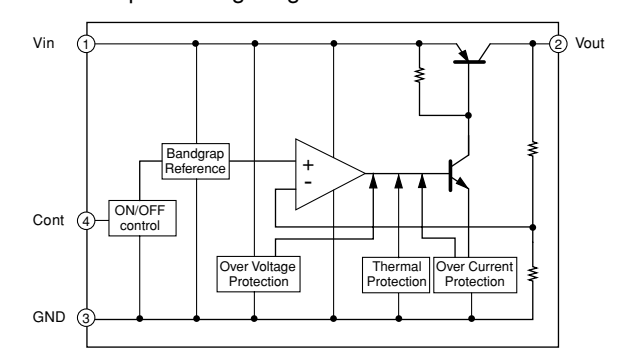 Vin
1
2
Vout
Bandgrap
Reference
+
-
Cont
4
ON/OFF
control
Over Voltage
Protection
Thermal
Protection
Over Current
Protection
GND
3